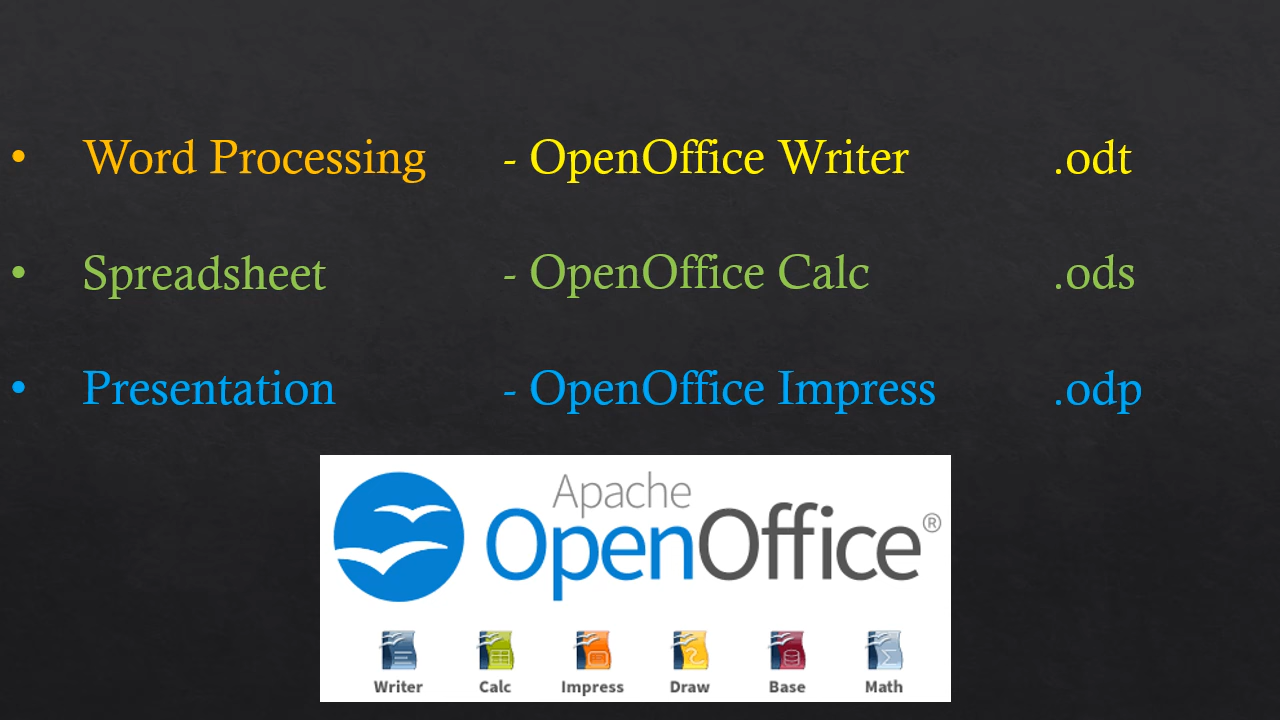 • Word Processing - OpenOffice Writer .odt
• Spreadsheet - OpenOffice Calc .ods
• Presentation - OpenOffice Impress .odp
Apache
OpenOffice®
Writer Calc Impress Draw Base Math